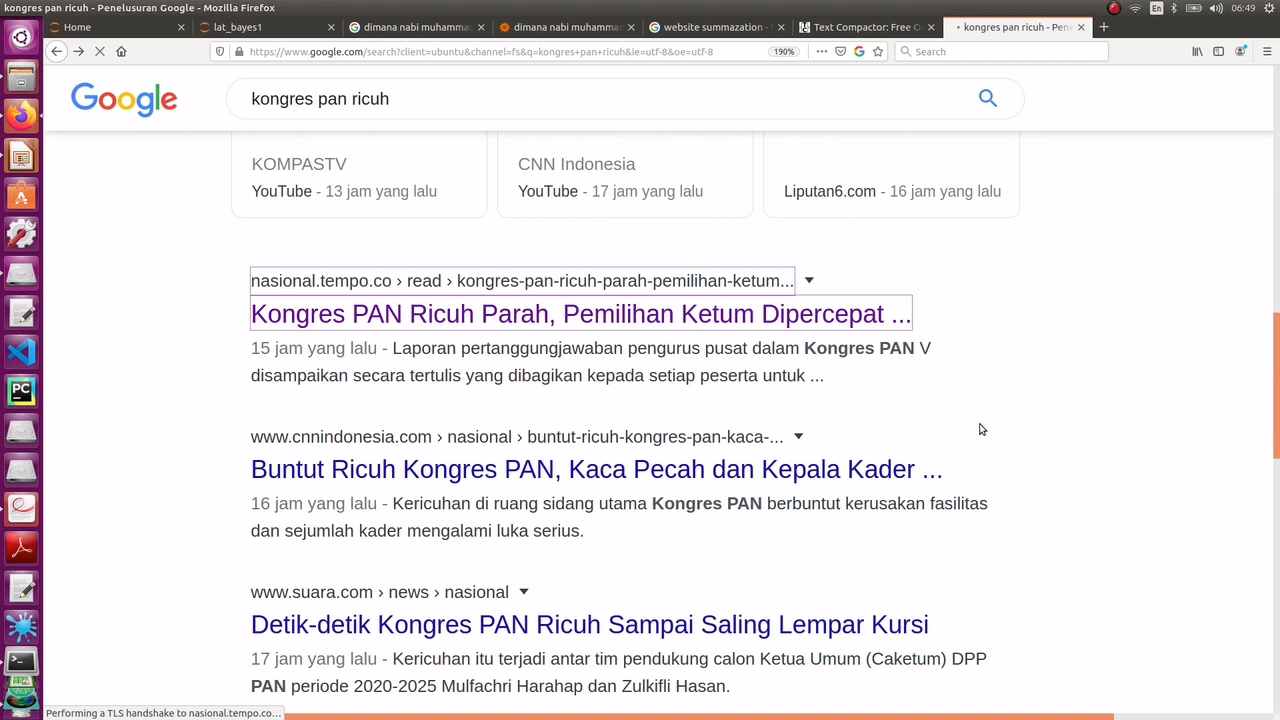 kongres pan ricuh - Penelusuran Google - Mozilla Firefox
En
06:49
Home
lat_bayes1
dimana nabi muhammad
dimana nabi muhammad
website summazation -
Text Compactor: Free O
kongres pan ricuh - Pene
https://www.google.com/search?client=ubuntu&channel=fs&q=kongres+pan+ricuh&ie=utf-8&oe=utf-8
190%
Search
Google
kongres pan ricuh
KOMPASTV
YouTube - 13 jam yang lalu
CNN Indonesia
YouTube - 17 jam yang lalu
Liputan6.com - 16 jam yang lalu
nasional.tempo.co › read › kongres-pan-ricuh-parah-pemilihan-ketum...
Kongres PAN Ricuh Parah, Pemilihan Ketum Dipercepat ...
15 jam yang lalu - Laporan pertanggungjawaban pengurus pusat dalam Kongres PAN V
disampaikan secara tertulis yang dibagikan kepada setiap peserta untuk ...
www.cnnindonesia.com › nasional › buntut-ricuh-kongres-pan-kaca-...
Buntut Ricuh Kongres PAN, Kaca Pecah dan Kepala Kader ...
16 jam yang lalu - Kericuhan di ruang sidang utama Kongres PAN berbuntut kerusakan fasilitas
dan sejumlah kader mengalami luka serius.
www.suara.com › news › nasional
Detik-detik Kongres PAN Ricuh Sampai Saling Lempar Kursi
17 jam yang lalu - Kericuhan itu terjadi antar tim pendukung calon Ketua Umum (Caketum) DPP
PAN periode 2020-2025 Mulfachri Harahap dan Zulkifli Hasan.
PC
Performing a TLS handshake to nasional.tempo.co…